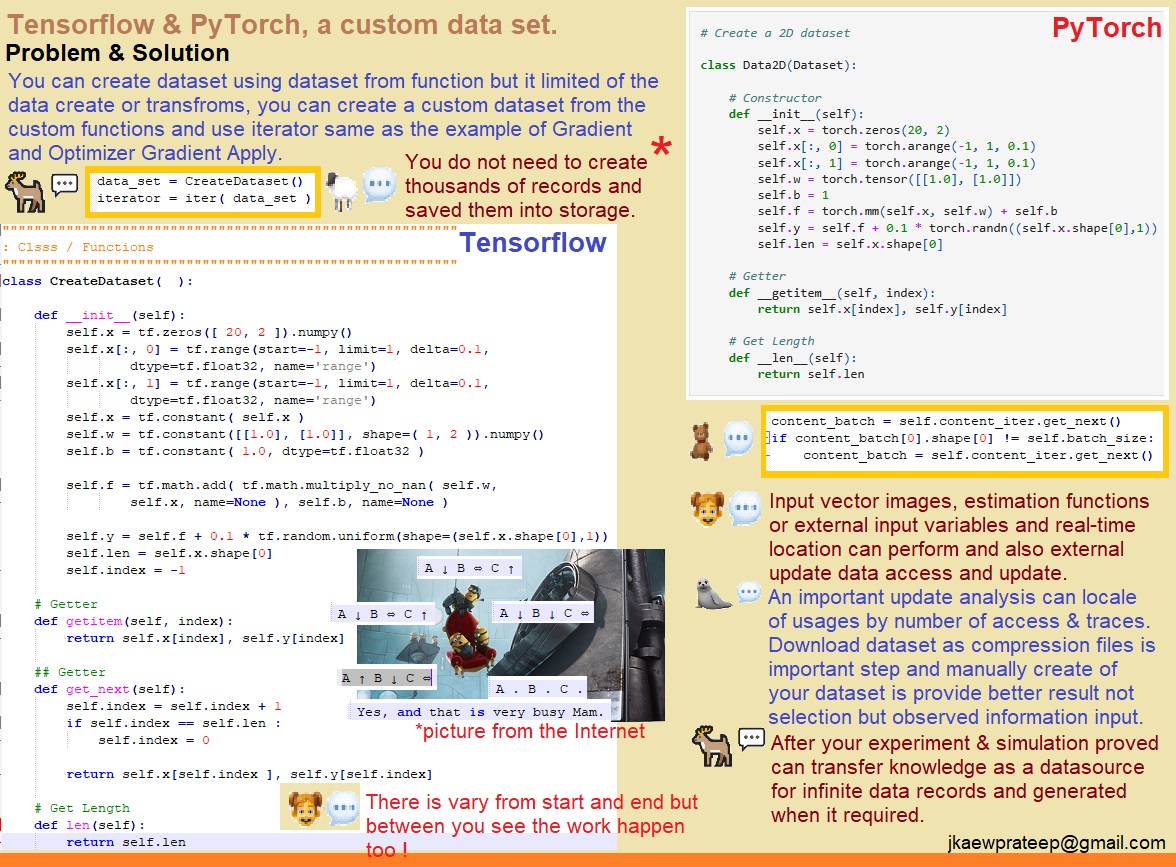 Tensorflow & PyTorch, a custom data set.
Problem & Solution
You can create dataset using dataset from function but it limited of the
data create or transfroms, you can create a custom dataset from the
custom functions and use iterator same as the example of Gradient
and Optimizer Gradient Apply.
*
You do not need to create
thousands of records and
saved them into storage.
data_set = CreateDataset()
iterator = iter( data_set )
Tensorflow
""""""""""""""""""""""""""""""""""""""""""""""""""""""""
: Clsss / Functions
""""""""""""""""""""""""""""""""""""""""""""""""""""""""
class CreateDataset(  ):
    def __init__(self):
        self.x = tf.zeros([ 20, 2 ]).numpy()
        self.x[:, 0] = tf.range(start=-1, limit=1, delta=0.1,
                dtype=tf.float32, name='range')
        self.x[:, 1] = tf.range(start=-1, limit=1, delta=0.1,
                dtype=tf.float32, name='range')
        self.x = tf.constant( self.x )
        self.w = tf.constant([[1.0], [1.0]], shape=( 1, 2 )).numpy()
        self.b = tf.constant( 1.0, dtype=tf.float32 )
        self.f = tf.math.add( tf.math.multiply_no_nan( self.w,
                self.x, name=None ), self.b, name=None )
        self.y = self.f + 0.1 * tf.random.uniform(shape=(self.x.shape[0],1))
        self.len = self.x.shape[0]
        self.index = -1
    # Getter
    def getitem(self, index):
        return self.x[index], self.y[index]
    ## Getter
    def get_next(self):
        self.index = self.index + 1
        if self.index == self.len :
            self.index = 0
        return self.x[self.index ], self.y[self.index]
    # Get Length
    def len(self):
        return self.len
A ↓ B ⇔ C ↑
A ↓ B ⇔ C ↑
A ↓ B ↓ C ⇔
A ↑ B ↓ C ⇔
A . B . C .
Yes, and that is very busy Mam.
*picture from the Internet
There is vary from start and end but
between you see the work happen
too !
PyTorch
# Create a 2D dataset
class Data2D(Dataset):
    # Constructor
    def __init__(self):
        self.x = torch.zeros(20, 2)
        self.x[:, 0] = torch.arange(-1, 1, 0.1)
        self.x[:, 1] = torch.arange(-1, 1, 0.1)
        self.w = torch.tensor([[1.0], [1.0]])
        self.b = 1
        self.f = torch.mm(self.x, self.w) + self.b
        self.y = self.f + 0.1 * torch.randn((self.x.shape[0],1))
        self.len = self.x.shape[0]
    # Getter
    def __getitem__(self, index):
        return self.x[index], self.y[index]
    # Get Length
    def __len__(self):
        return self.len
content_batch = self.content_iter.get_next()
if content_batch[0].shape[0] != self.batch_size:
    content_batch = self.content_iter.get_next()
Input vector images, estimation functions
or external input variables and real-time
location can perform and also external
update data access and update.
An important update analysis can locale
of usages by number of access & traces.
Download dataset as compression files is
important step and manually create of
your dataset is provide better result not
selection but observed information input.
After your experiment & simulation proved
can transfer knowledge as a datasource
for infinite data records and generated
when it required.
jkaewprateep@gmail.com